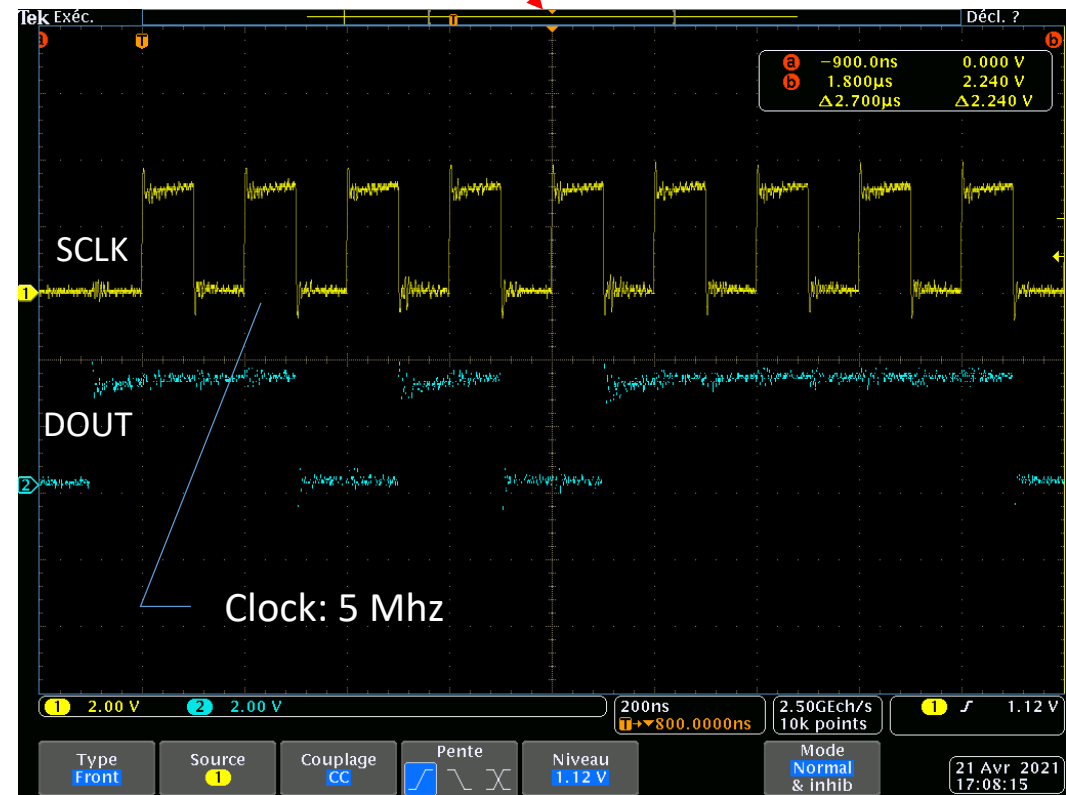 Tek Exéc.
T
Décl. ?
a
T
b
a -900.0ns 0.000 V
b 1.800µs 2.240 V
Δ2.700µs Δ2.240 V
SCLK
1
DOUT
2
Clock: 5 Mhz
1 2.00 V 2 2.00 V
200ns
T→▼800.0000ns
2.50GEch/s
10k points
1 1.12 V
Type
Front
Source
1
Couplage
CC
Pente
Niveau
1.12 V
Mode
Normal
& inhib
21 Avr 2021
17:08:15